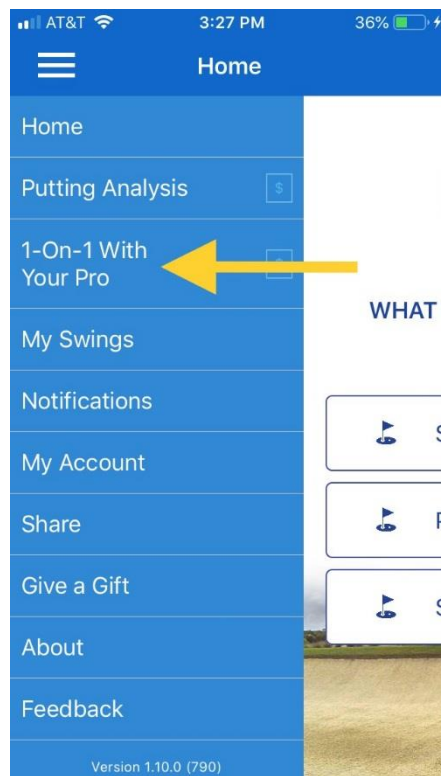 AT&T 3:27 PM 36%
Home
Home
Putting Analysis $
1-On-1 With
Your Pro
WHAT
My Swings
Notifications
S
My Account
Share
P
Give a Gift
S
About
Feedback
Version 1.10.0 (790)